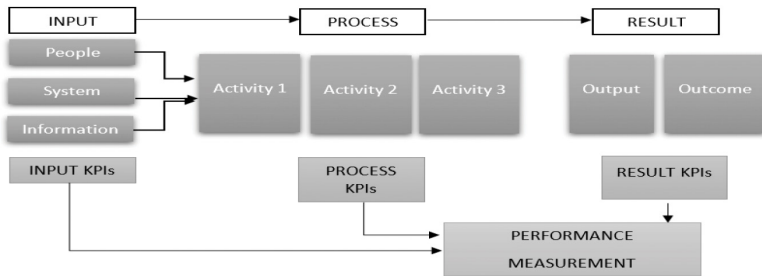 INPUT
PROCESS
RESULT
People
System
Information
Activity 1
Activity 2
Activity 3
Output
Outcome
INPUT KPIs
PROCESS
KPIs
RESULT KPIs
PERFORMANCE
MEASUREMENT